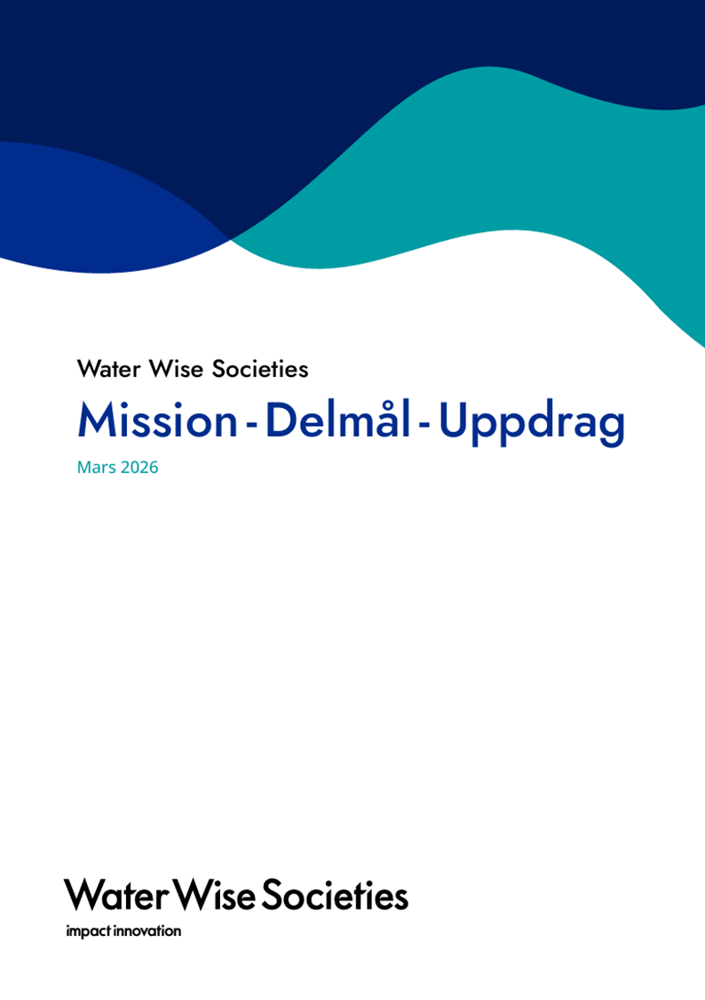 Water Wise Societies
Mission - Delmål - Uppdrag
Mars 2026
Water Wise Societies
impact innovation